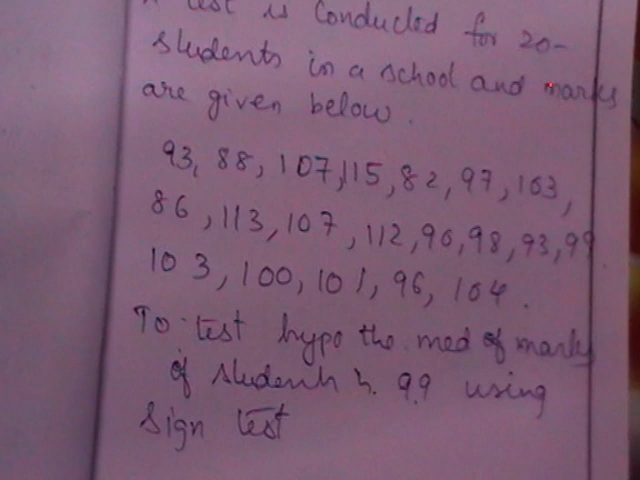 test is Conducted for 20-
students in a school and marks
are given below.
93, 88, 107, 115, 82, 97, 103,
86, 113, 107, 112, 90, 98, 93, 99
103, 100, 101, 96, 104.
To test hypo the med of marks
of students is 99 using
Sign test